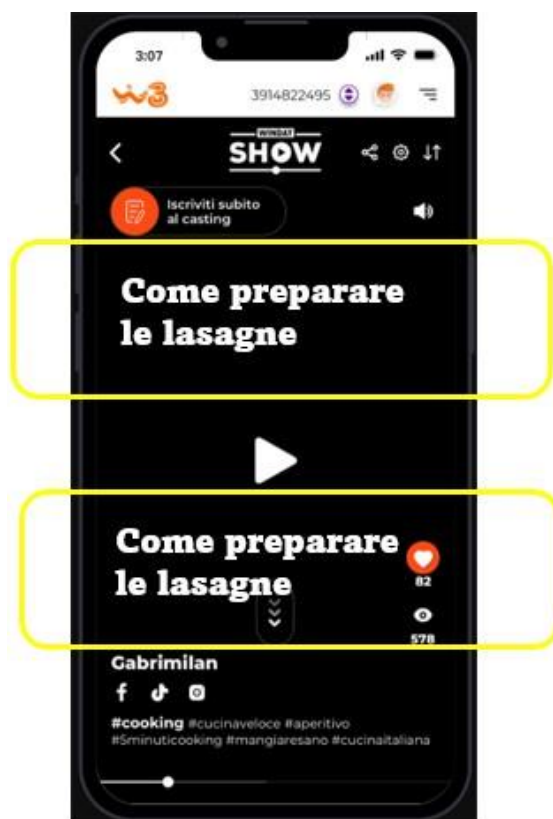 3:07
W3
3914822495
WINDAY
SHOW
Iscriviti subito
al casting
Come preparare
le lasagne
Come preparare
le lasagne
82
578
Gabrimilan
#cooking #cucinaveloce #aperitivo
#5minuticooking #mangiaresano #cucinaitaliana